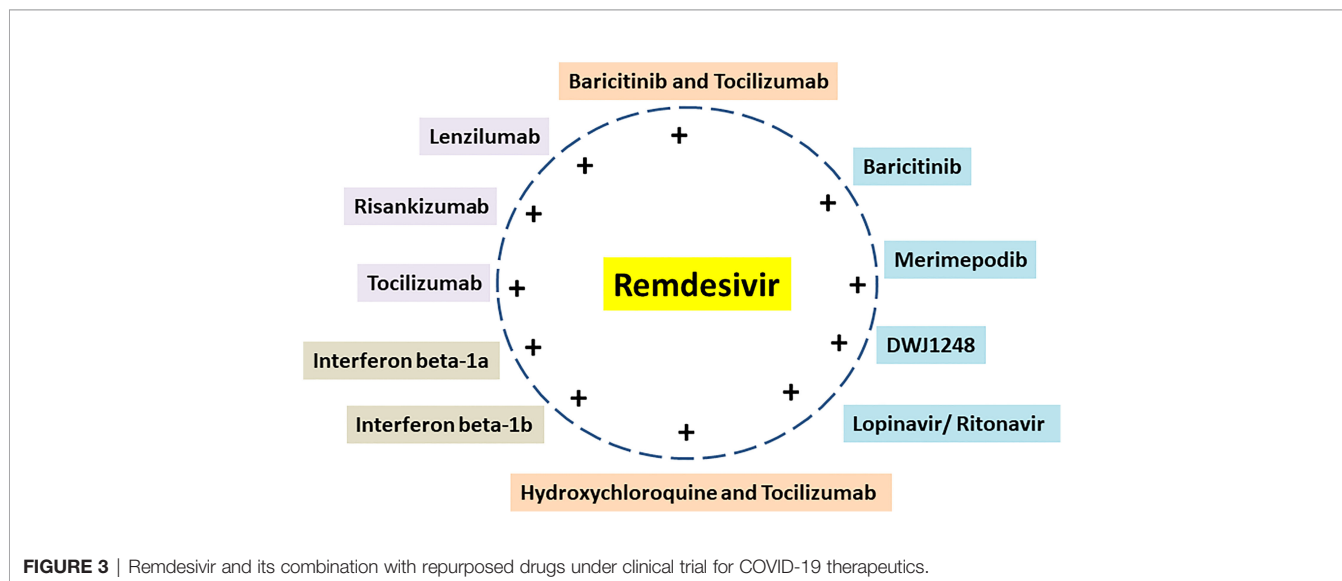 Baricitinib and Tocilizumab
Lenzilumab
+
+
Baricitinib
Risankizumab
+
+
Merimepodib
Tocilizumab
+
Remdesivir
+
DWJ1248
Interferon beta-1a
+
+
Lopinavir/ Ritonavir
Interferon beta-1b
+
+
+
Hydroxychloroquine and Tocilizumab
FIGURE 3 | Remdesivir and its combination with repurposed drugs under clinical trial for COVID-19 therapeutics.